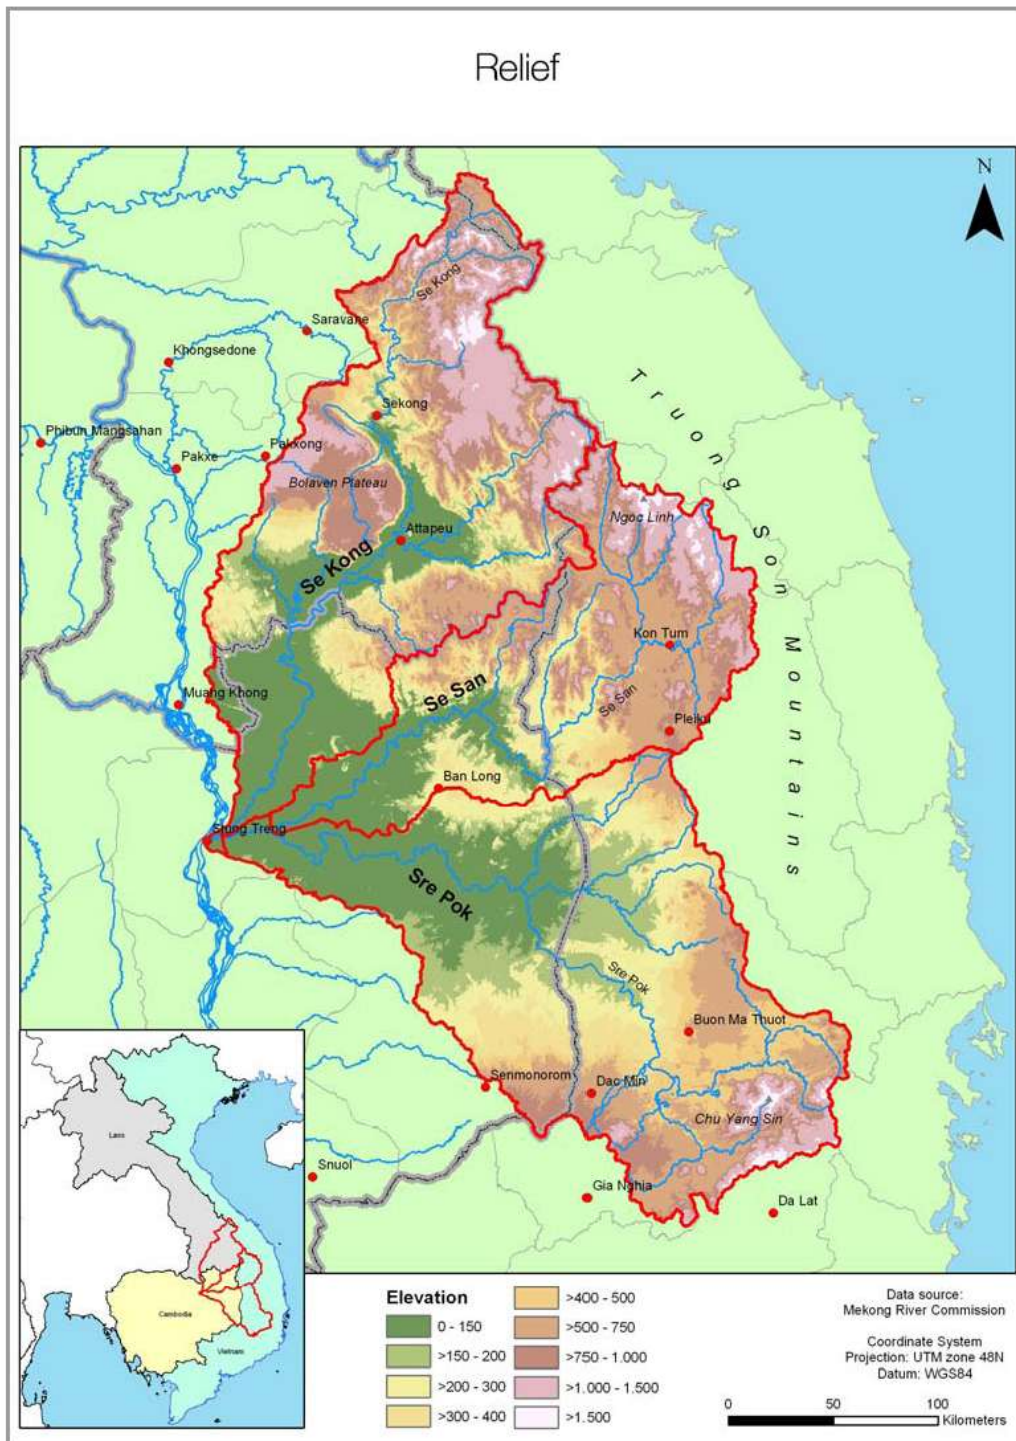 Relief
N
Se Kong
Saravane
Khongsedone
Truong Son Mountains
Sekong
Phibun Mangsahan
Pakxong
Pakxe
Bolaven Plateau
Ngoc Linh
Attapeu
Se Kong
Kon Tum
Se San
Se San
Muang Khong
Pleiku
Ban Long
Stung Treng
Sre Pok
Sre Pok
Buon Ma Thuot
Senmonorom
Dac Min
Chu Yang Sin
Snuol
Gia Nghia
Da Lat
Laos
Cambodia
Vietnam
Elevation
0 - 150
>150 - 200
>200 - 300
>300 - 400
>400 - 500
>500 - 750
>750 - 1.000
>1.000 - 1.500
>1.500
Data source:
Mekong River Commission
Coordinate System
Projection: UTM zone 48N
Datum: WGS84
0 50 100
Kilometers